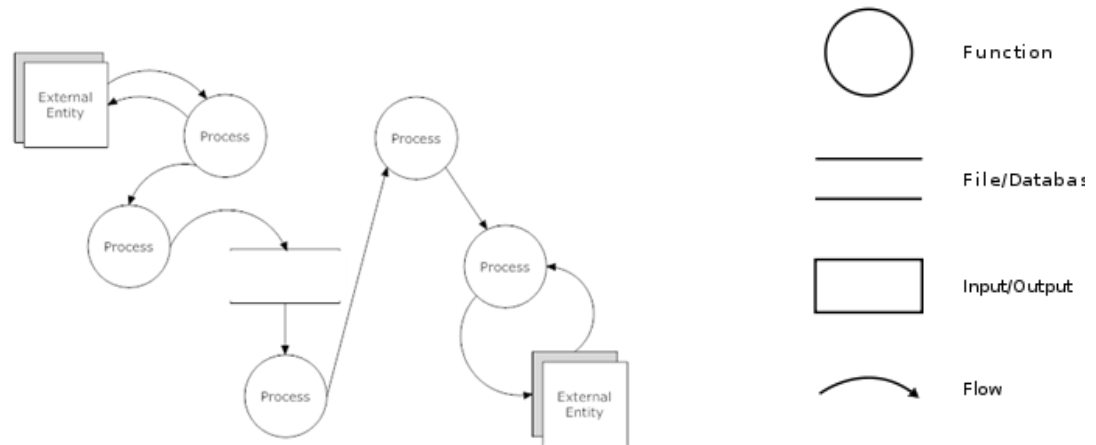 External
Entity
Process
Process
Process
Process
Process
External
Entity
Function
File/Databas
Input/Output
Flow